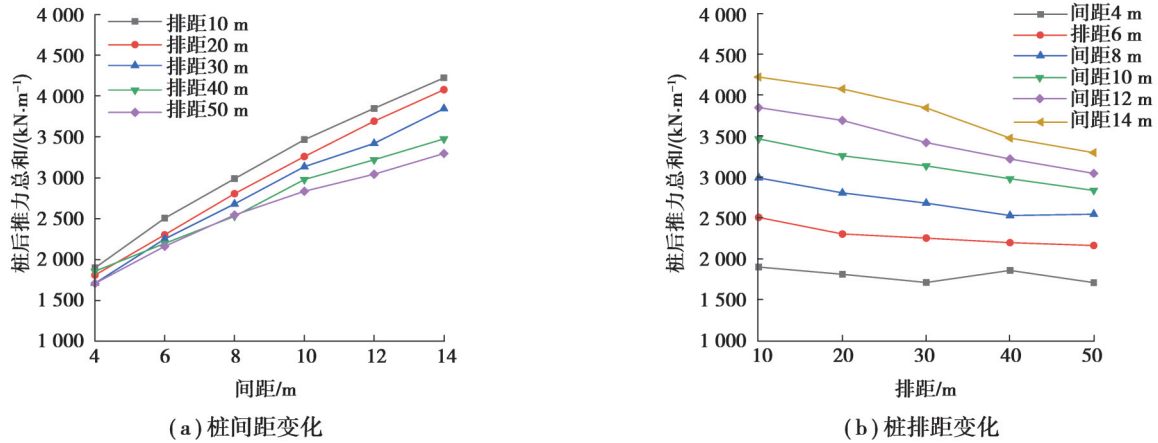 桩后推力总和/(kN·m⁻¹)
4 000
4 500
4 000
3 500
3 000
2 500
2 000
1 500
1 000
排距10 m
排距20 m
排距30 m
排距40 m
排距50 m
4 6 8 10 12 14
间距/m
(a)桩间距变化
桩后推力总和/(kN·m⁻¹)
4 000
4 500
4 000
3 500
3 000
2 500
2 000
1 500
1 000
间距4 m
排距6 m
间距8 m
间距10 m
间距12 m
间距14 m
10 20 30 40 50
排距/m
(b)桩排距变化